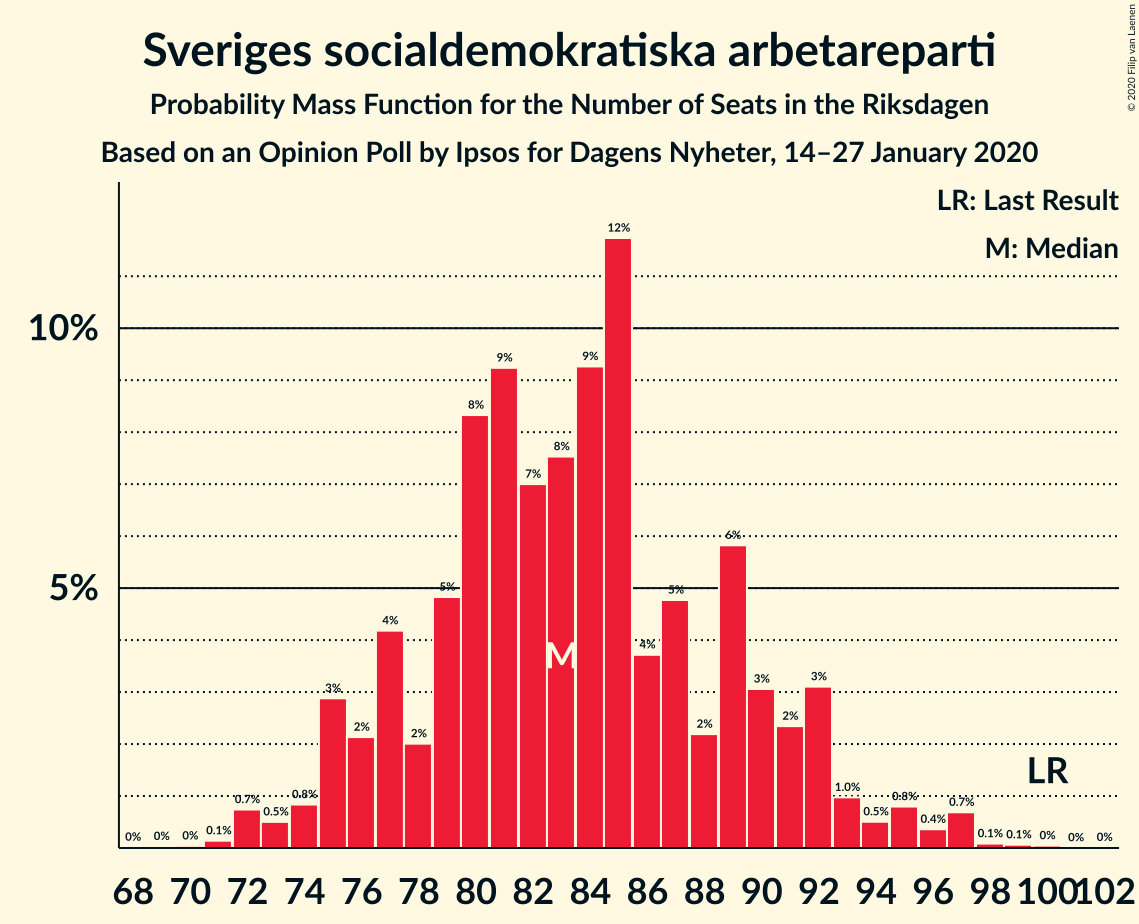 Sveriges socialdemokratiska arbetareparti
Probability Mass Function for the Number of Seats in the Riksdagen
Based on an Opinion Poll by Ipsos for Dagens Nyheter, 14–27 January 2020
© 2020 Filip van Laenen
LR: Last Result
M: Median
10%
5%
0% 0% 0% 0.1% 0.7% 0.5% 0.8% 3% 2% 4% 2% 5% 8% 9% 7% 8% 9% 12% 4% 5% 2% 6% 3% 2% 3% 1.0% 0.5% 0.8% 0.4% 0.7% 0.1% 0.1% 0% 0% 0%
M
LR
68 70 72 74 76 78 80 82 84 86 88 90 92 94 96 98 100 102